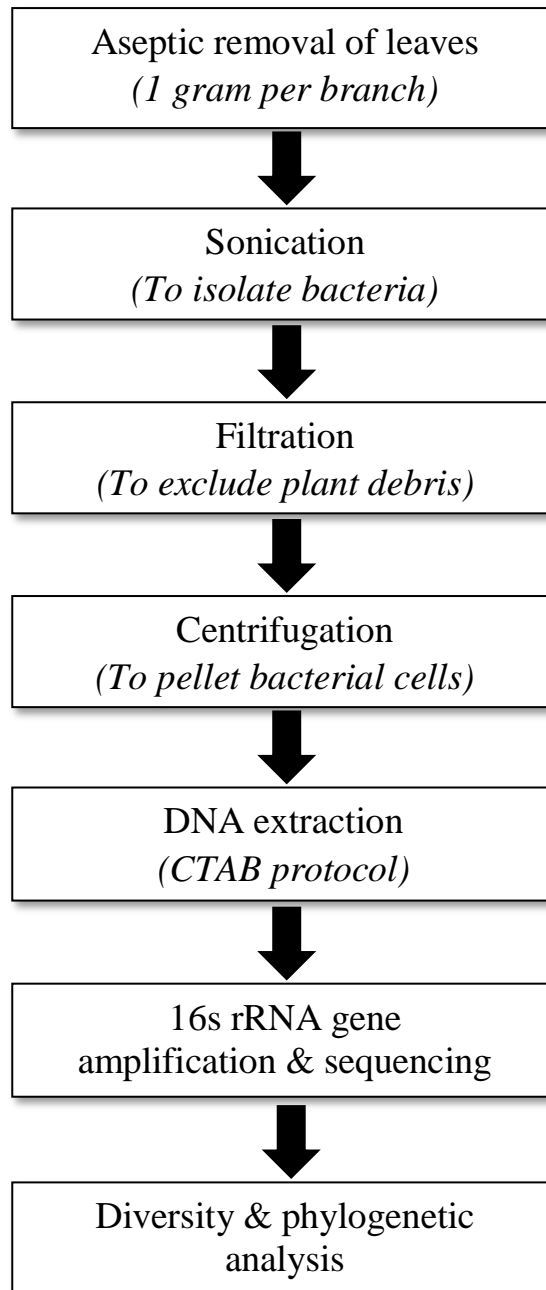 Aseptic removal of leaves
(1 gram per branch)
Sonication
(To isolate bacteria)
Filtration
(To exclude plant debris)
Centrifugation
(To pellet bacterial cells)
DNA extraction
(CTAB protocol)
16s rRNA gene
amplification & sequencing
Diversity & phylogenetic
analysis